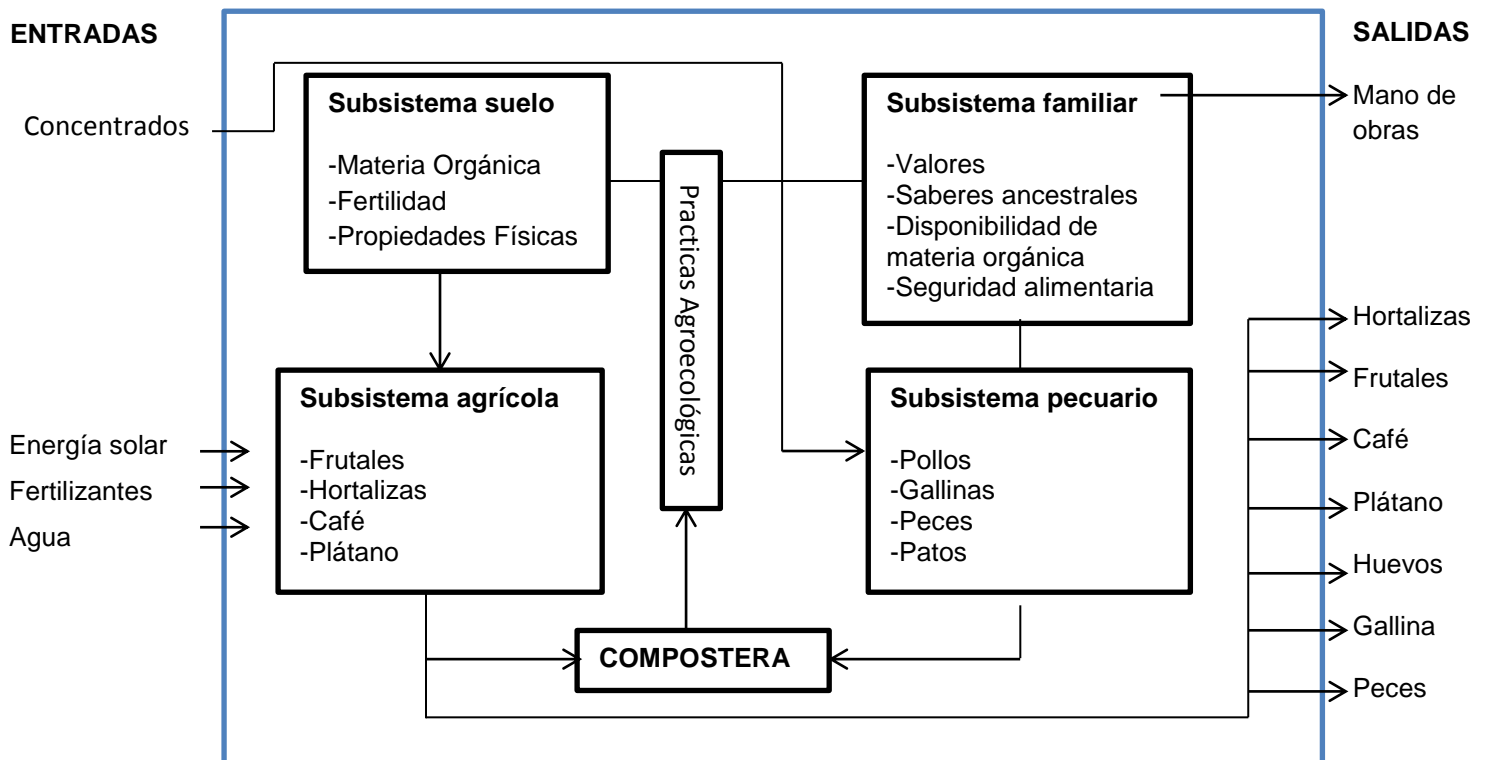 ENTRADAS
SALIDAS
Concentrados
Subsistema suelo
-Materia Orgánica
-Fertilidad
-Propiedades Físicas
Practicas Agroecológicas
Subsistema familiar
-Valores
-Saberes ancestrales
-Disponibilidad de
materia orgánica
-Seguridad alimentaria
Mano de
obras
Energía solar
Fertilizantes
Agua
Subsistema agrícola
-Frutales
-Hortalizas
-Café
-Plátano
Subsistema pecuario
-Pollos
-Gallinas
-Peces
-Patos
COMPOSTERA
Hortalizas
Frutales
Café
Plátano
Huevos
Gallina
Peces